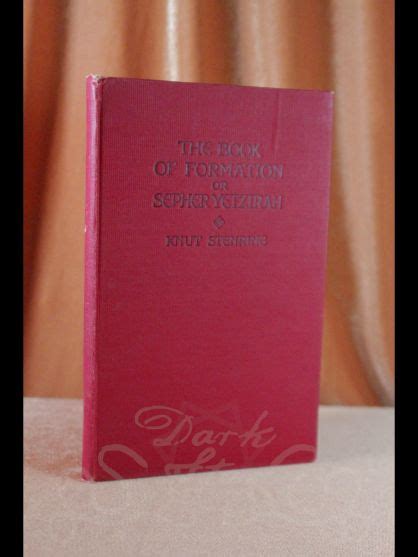 THE BOOK
OF FORMATION
OR
SEPHER YETZIRAH
KNUT STENRING
Dark